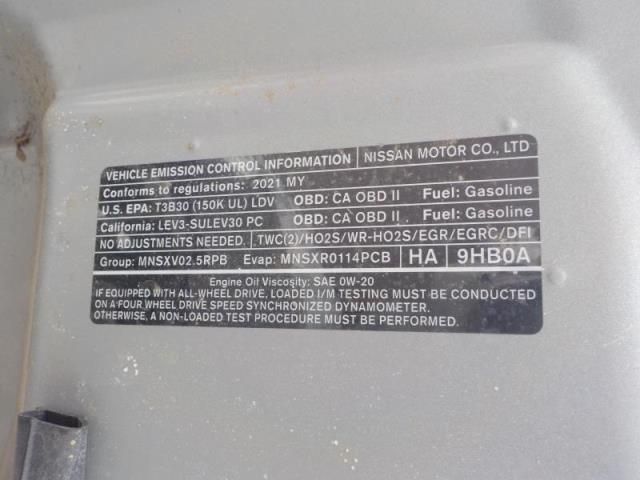 VEHICLE EMISSION CONTROL INFORMATION NISSAN MOTOR CO., LTD
Conforms to regulations: 2021 MY
U.S. EPA: T3B30 (150K UL) LDV OBD: CA OBD II Fuel: Gasoline
California: LEV3-SULEV30 PC OBD: CA OBD II Fuel: Gasoline
NO ADJUSTMENTS NEEDED. TWC(2)/HO2S/WR-HO2S/EGR/EGRC/DFI
Group: MNSXV02.5RPB Evap: MNSXR0114PCB HA 9HB0A
Engine Oil Viscosity: SAE 0W-20
IF EQUIPPED WITH ALL-WHEEL DRIVE, LOADED I/M TESTING MUST BE CONDUCTED
ON A FOUR WHEEL DRIVE SPEED SYNCHRONIZED DYNAMOMETER.
OTHERWISE, A NON-LOADED TEST PROCEDURE MUST BE PERFORMED.